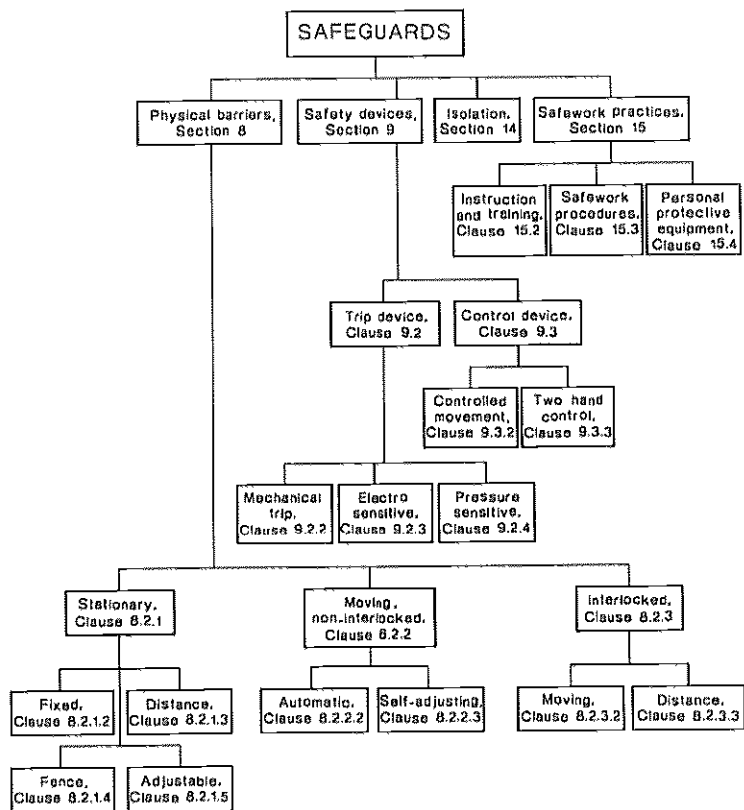 SAFEGUARDS
Physical barriers,
Section 8
Safety devices,
Section 9
Isolation,
Section 14
Safework practices,
Section 15
Instruction
and training,
Clause 15.2
Safework
procedures,
Clause 15.3
Personal
protective
equipment,
Clause 15.4
Trip device,
Clause 9.2
Control device,
Clause 9.3
Controlled
movement,
Clause 9.3.2
Two hand
control,
Clause 9.3.3
Mechanical
trip,
Clause 9.2.2
Electro
sensitive,
Clause 9.2.3
Pressure
sensitive,
Clause 9.2.4
Stationary,
Clause 8.2.1
Moving,
non-interlocked,
Clause 8.2.2
Interlocked,
Clause 8.2.3
Fixed,
Clause 8.2.1.2
Distance,
Clause 8.2.1.3
Automatic,
Clause 8.2.2.2
Self-adjusting,
Clause 8.2.2.3
Moving,
Clause 8.2.3.2
Distance,
Clause 8.2.3.3
Fence,
Clause 8.2.1.4
Adjustable,
Clause 8.2.1.5